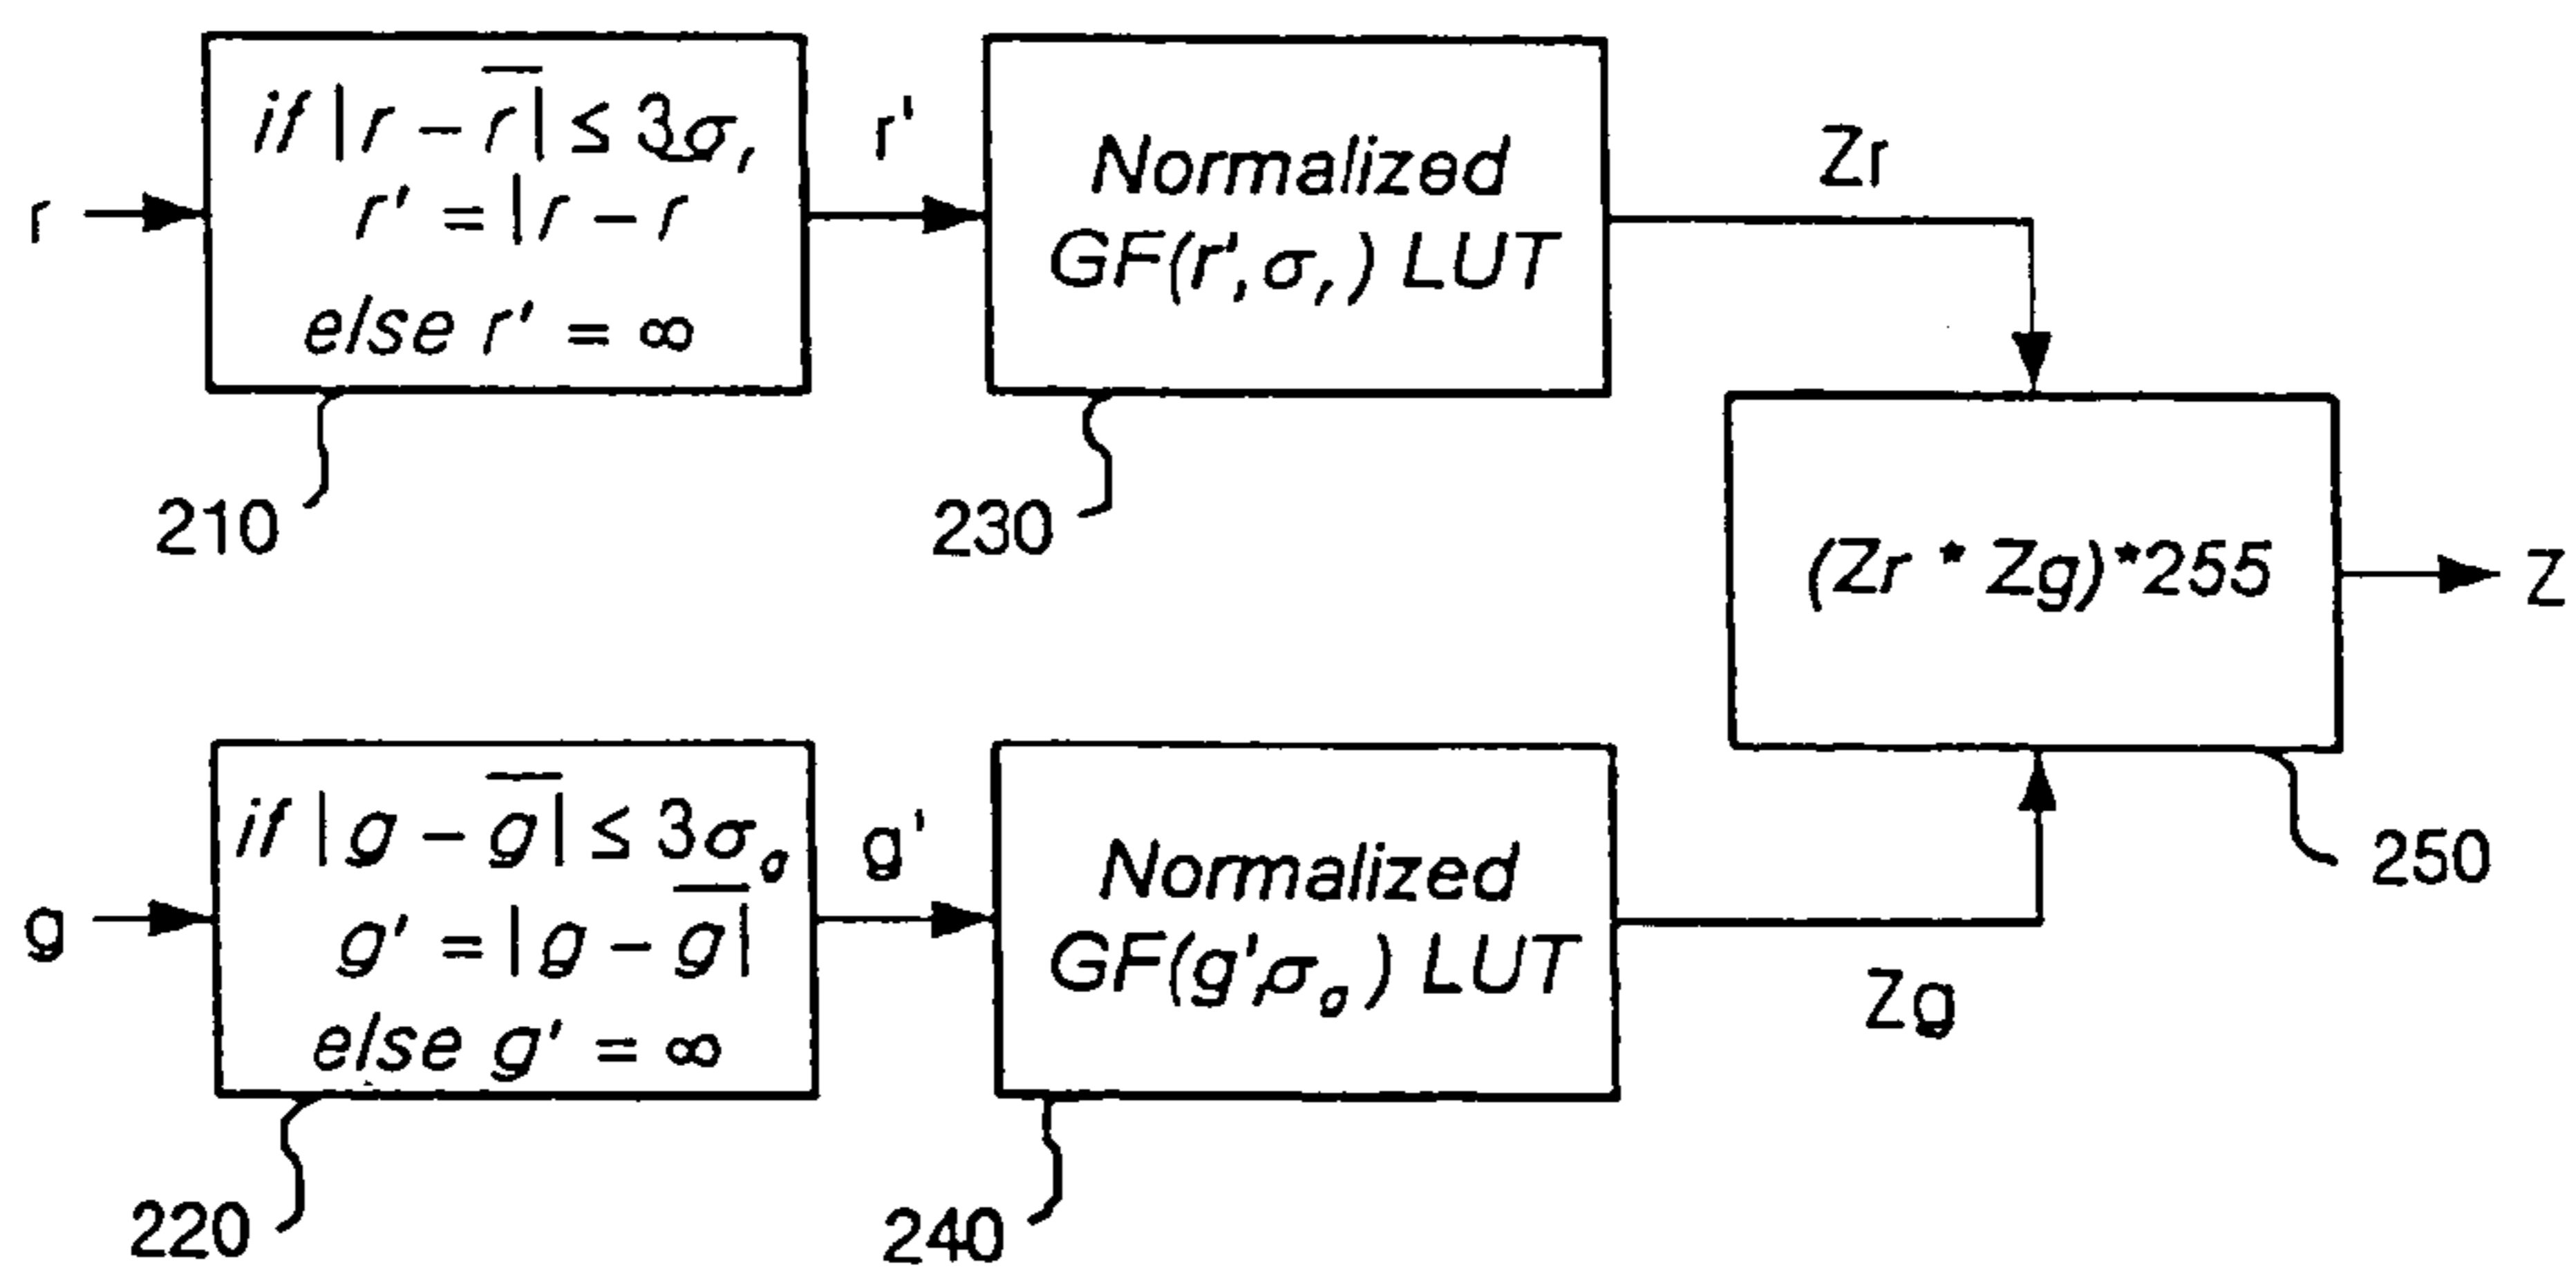 r
if |r – r̅| ≤ 3σr
r' = |r – r
else r' = ∞
210
r'
Normalized
GF(r',σr) LUT
230
Zr
(Zr * Zg)*255
Z
250
g
if |g – g̅| ≤ 3σg
g' = |g – g̅|
else g' = ∞
220
g'
Normalized
GF(g',σg) LUT
240
Zg